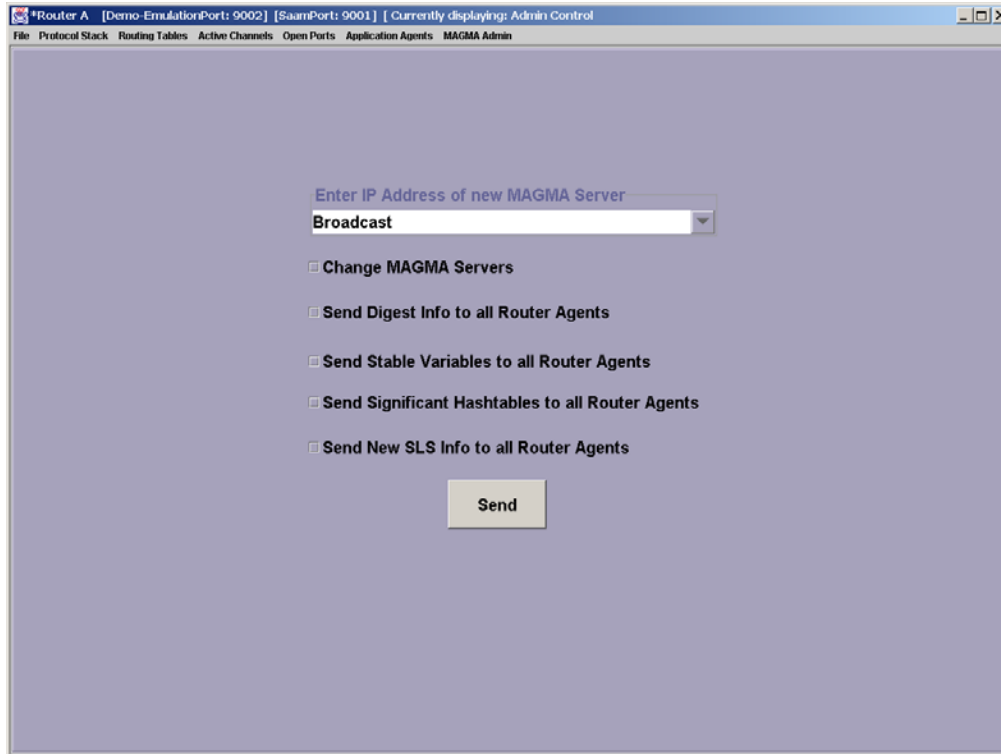 *Router A [Demo-EmulationPort: 9002] [SaamPort: 9001] [ Currently displaying: Admin Control
File Protocol Stack Routing Tables Active Channels Open Ports Application Agents MAGMA Admin
Enter IP Address of new MAGMA Server
Broadcast
Change MAGMA Servers
Send Digest Info to all Router Agents
Send Stable Variables to all Router Agents
Send Significant Hashtables to all Router Agents
Send New SLS Info to all Router Agents
Send